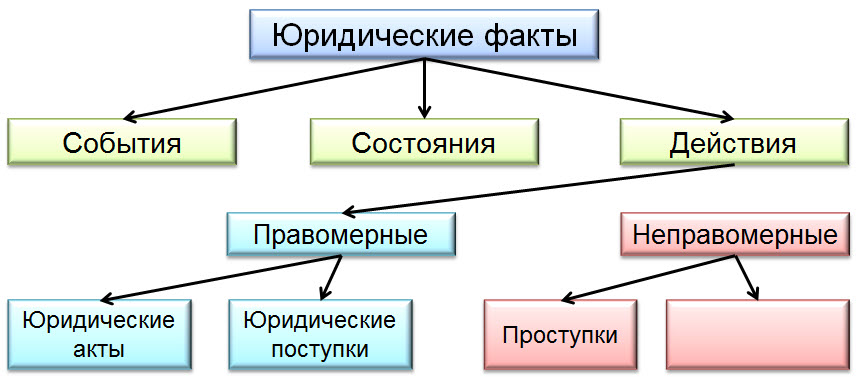 Юридические факты
События
Состояния
Действия
Правомерные
Неправомерные
Юридические
акты
Юридические
поступки
Проступки